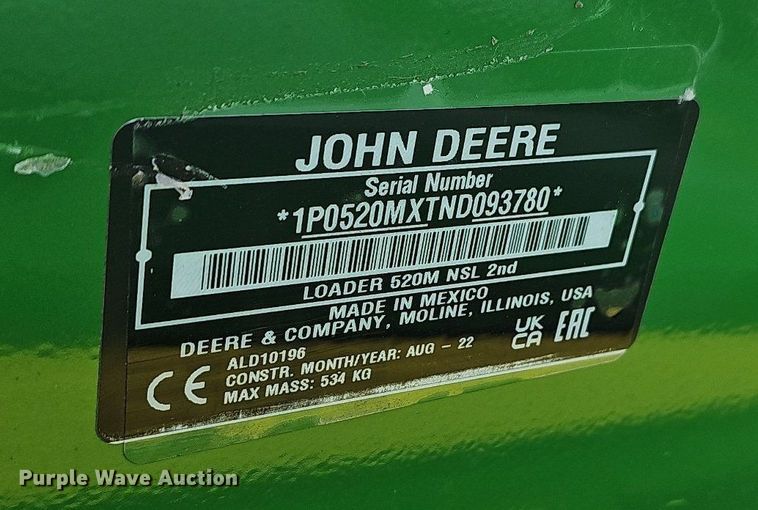 JOHN DEERE
Serial Number
*1P0520MXTND093780*
LOADER 520M NSL 2nd
MADE IN MEXICO
DEERE & COMPANY, MOLINE, ILLINOIS, USA
ALD10196
CONSTR. MONTH/YEAR: AUG - 22
MAX MASS: 534 KG
CE
UK
CA
EAC
Purple Wave Auction